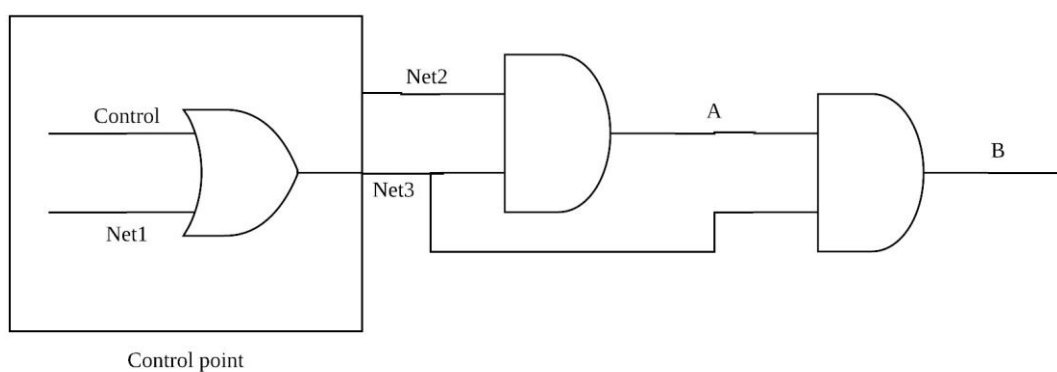 Control
Net1
Net2
Net3
A
B
Control point